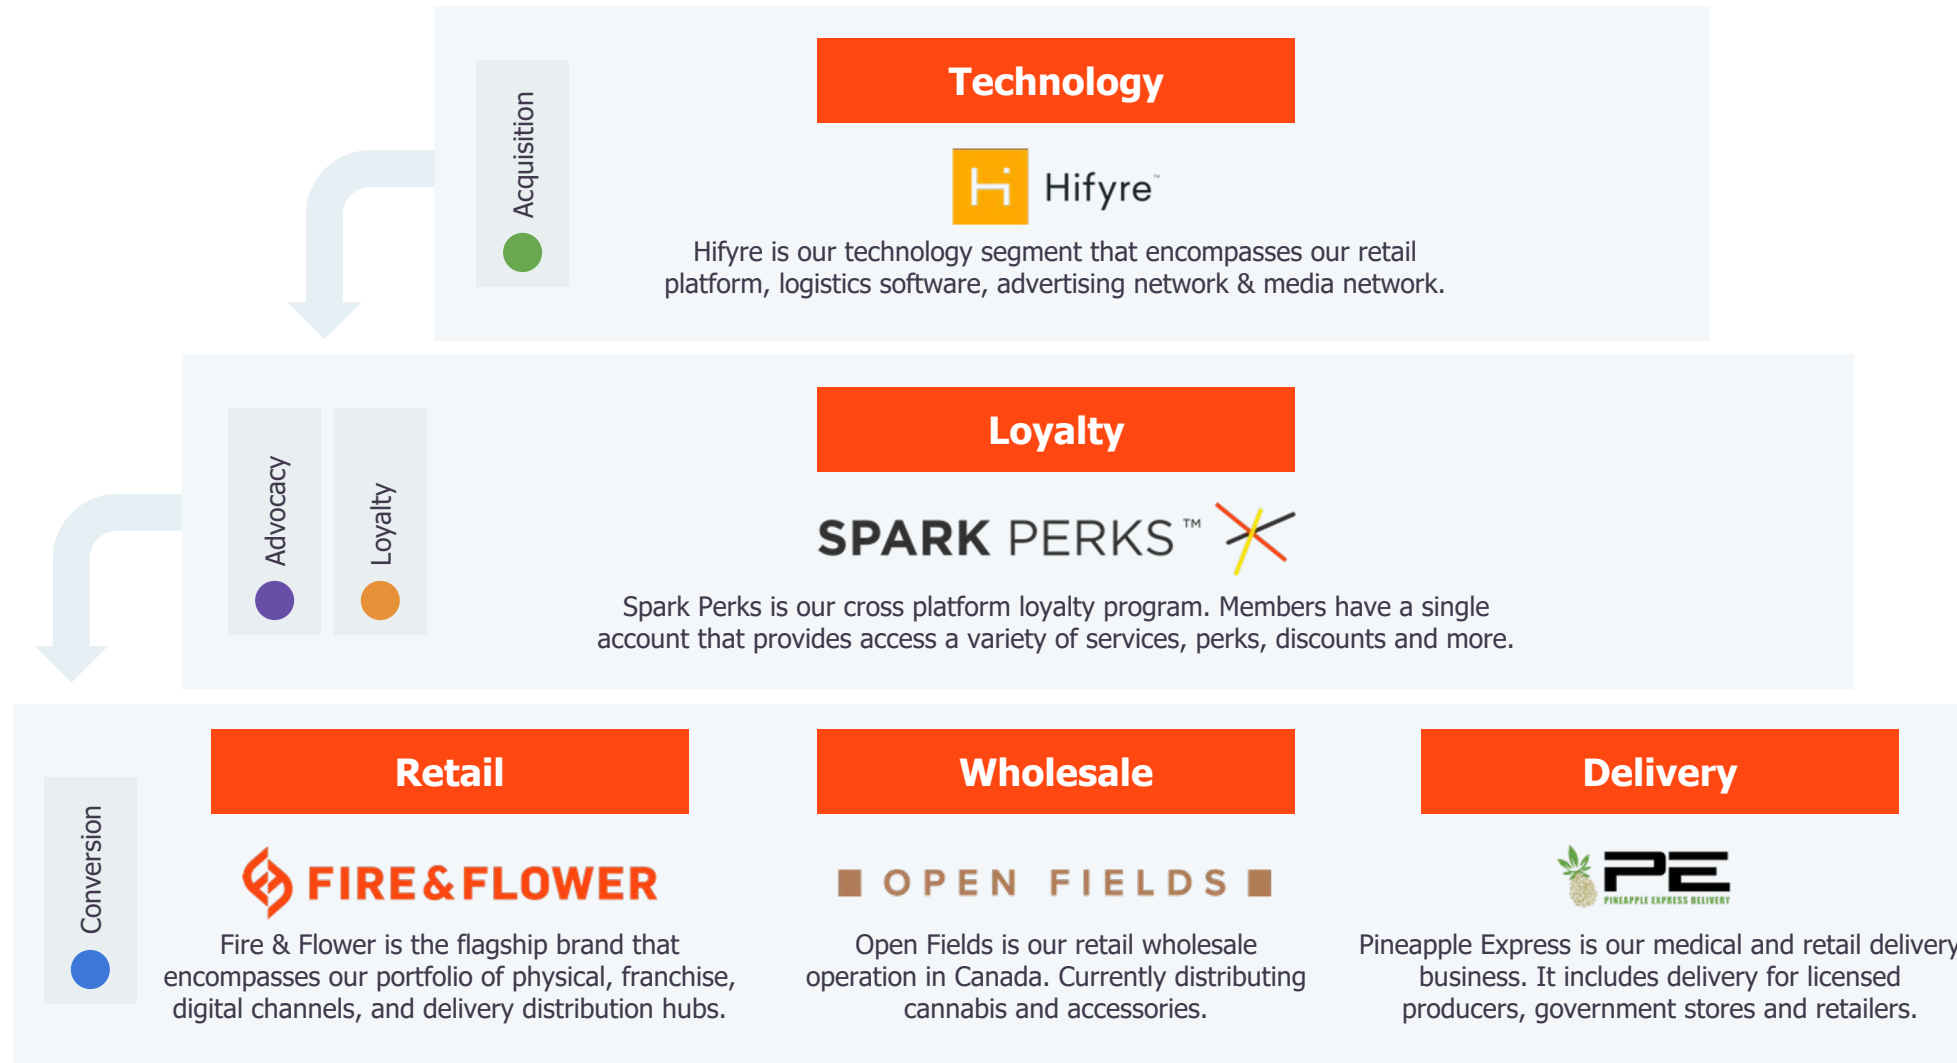 Technology
Acquisition
Hifyre™
Hifyre is our technology segment that encompasses our retail
platform, logistics software, advertising network & media network.
Loyalty
Advocacy
Loyalty
SPARK PERKS™
Spark Perks is our cross platform loyalty program. Members have a single
account that provides access a variety of services, perks, discounts and more.
Retail
Wholesale
Delivery
Conversion
FIRE&FLOWER
OPEN FIELDS
PE
PINEAPPLE EXPRESS DELIVERY
Fire & Flower is the flagship brand that
encompasses our portfolio of physical, franchise,
digital channels, and delivery distribution hubs.
Open Fields is our retail wholesale
operation in Canada. Currently distributing
cannabis and accessories.
Pineapple Express is our medical and retail delivery
business. It includes delivery for licensed
producers, government stores and retailers.